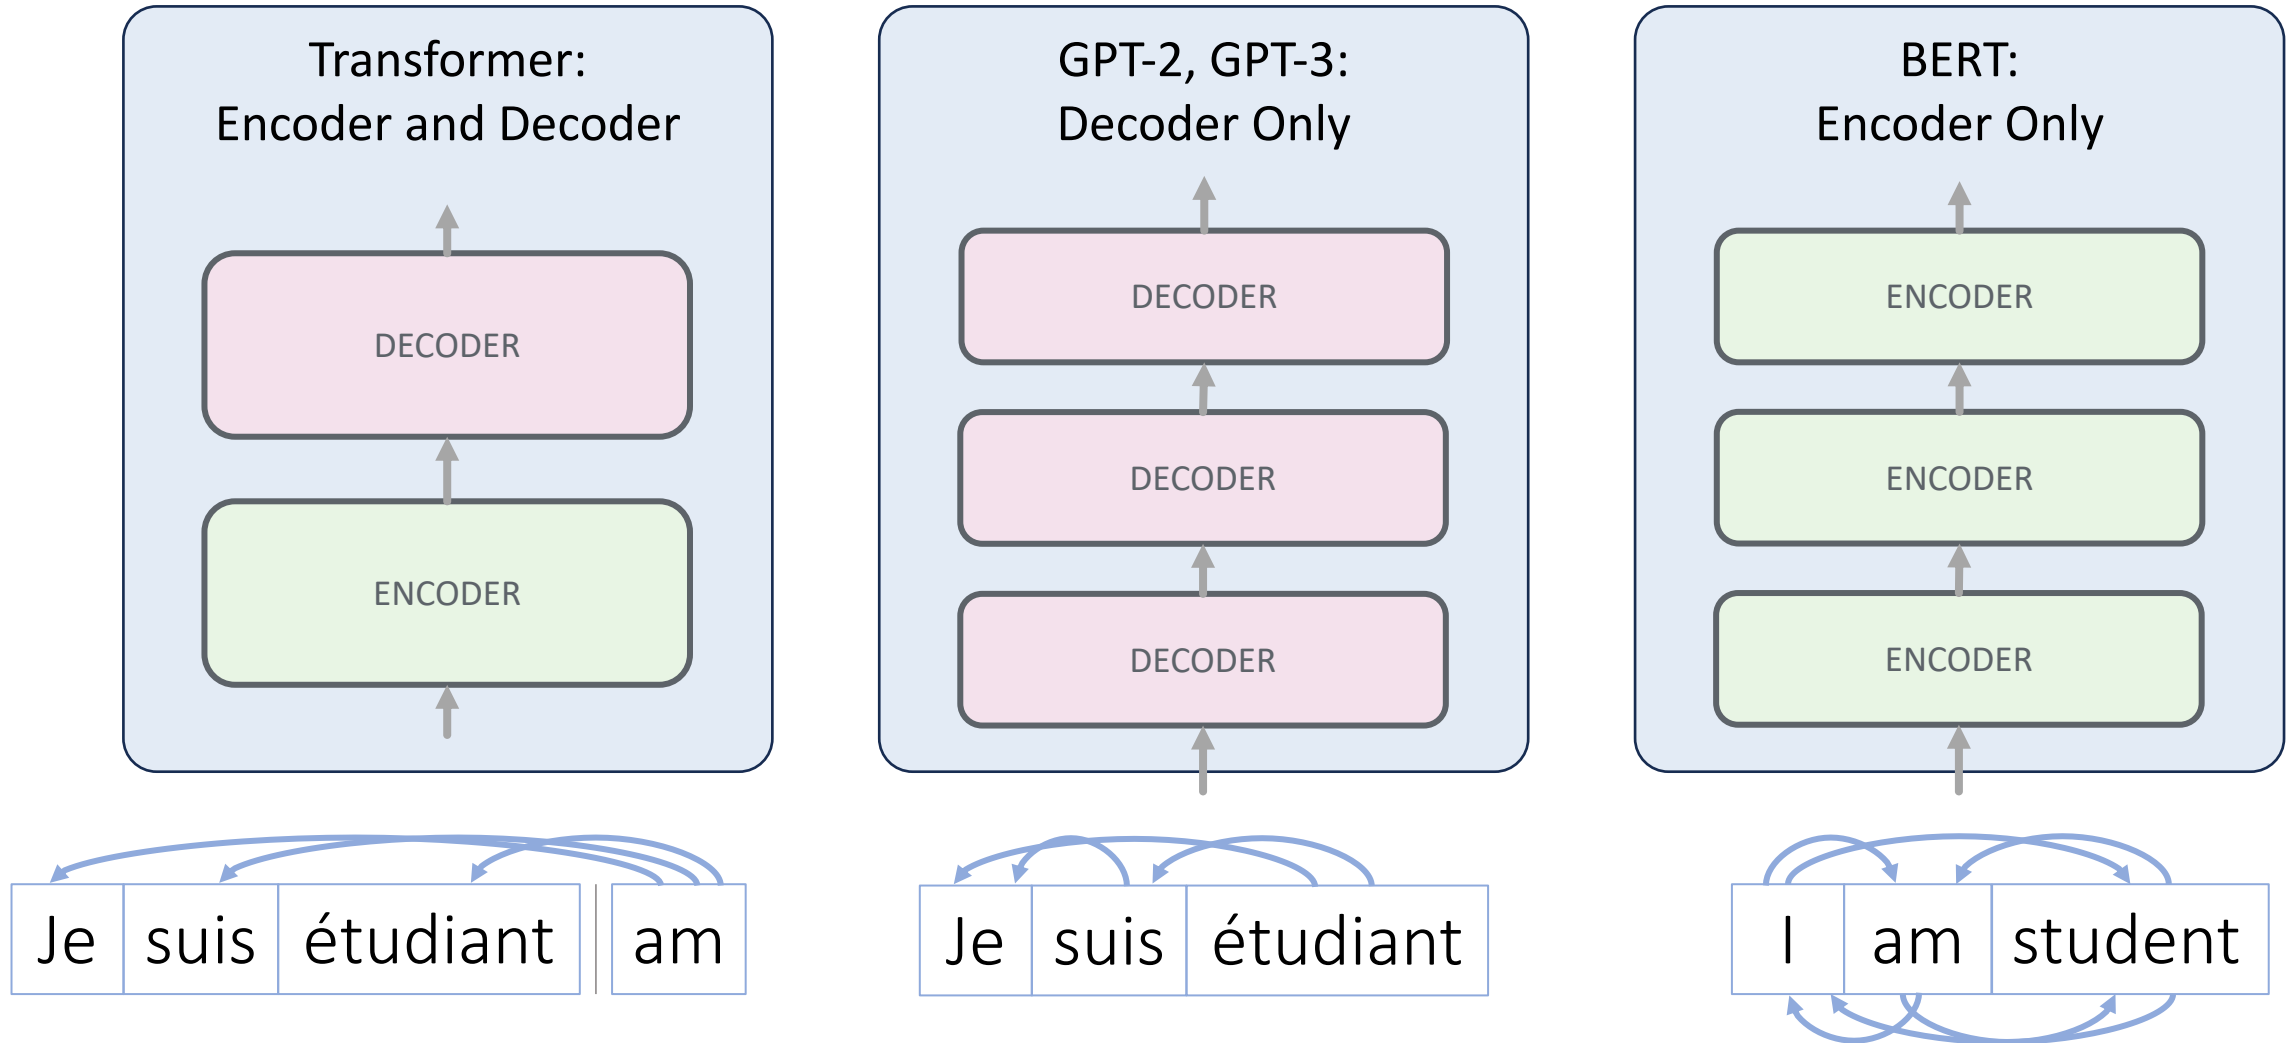 Transformer:
Encoder and Decoder
DECODER
ENCODER
Je suis étudiant am
GPT-2, GPT-3:
Decoder Only
DECODER
DECODER
DECODER
Je suis étudiant
BERT:
Encoder Only
ENCODER
ENCODER
ENCODER
I am student